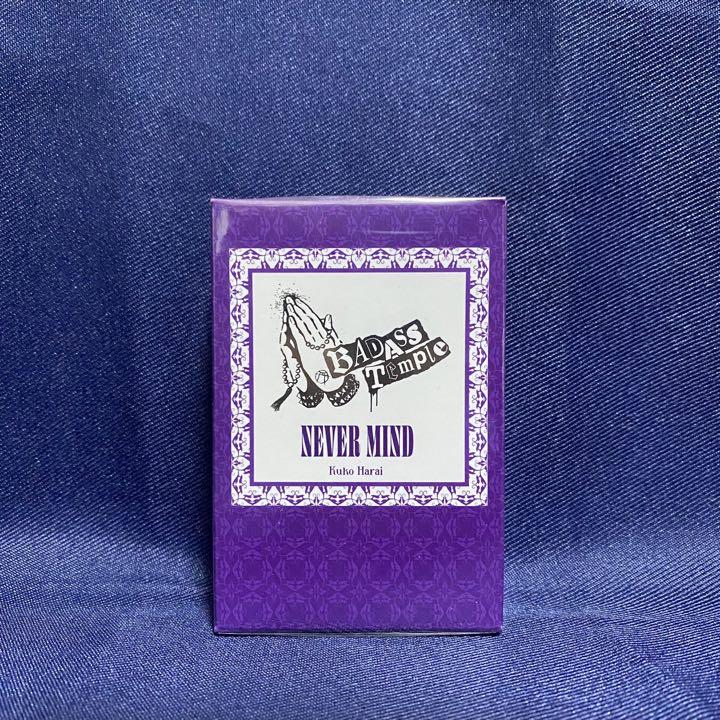 BADASS
TEMPLE
NEVER MIND
Kuko Harai